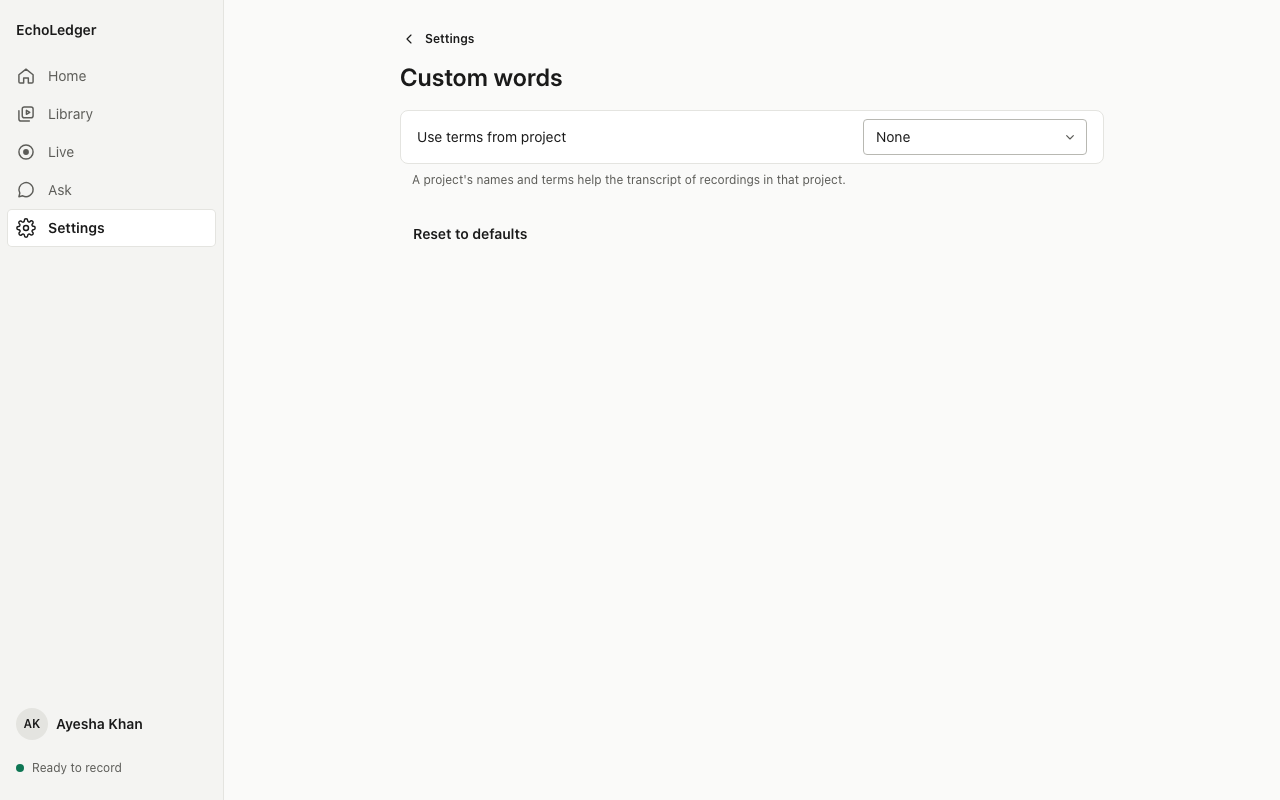 EchoLedger
Home
Library
Live
Ask
Settings
AK
Ayesha Khan
Ready to record
Settings
Custom words
Use terms from project
None
A project's names and terms help the transcript of recordings in that project.
Reset to defaults